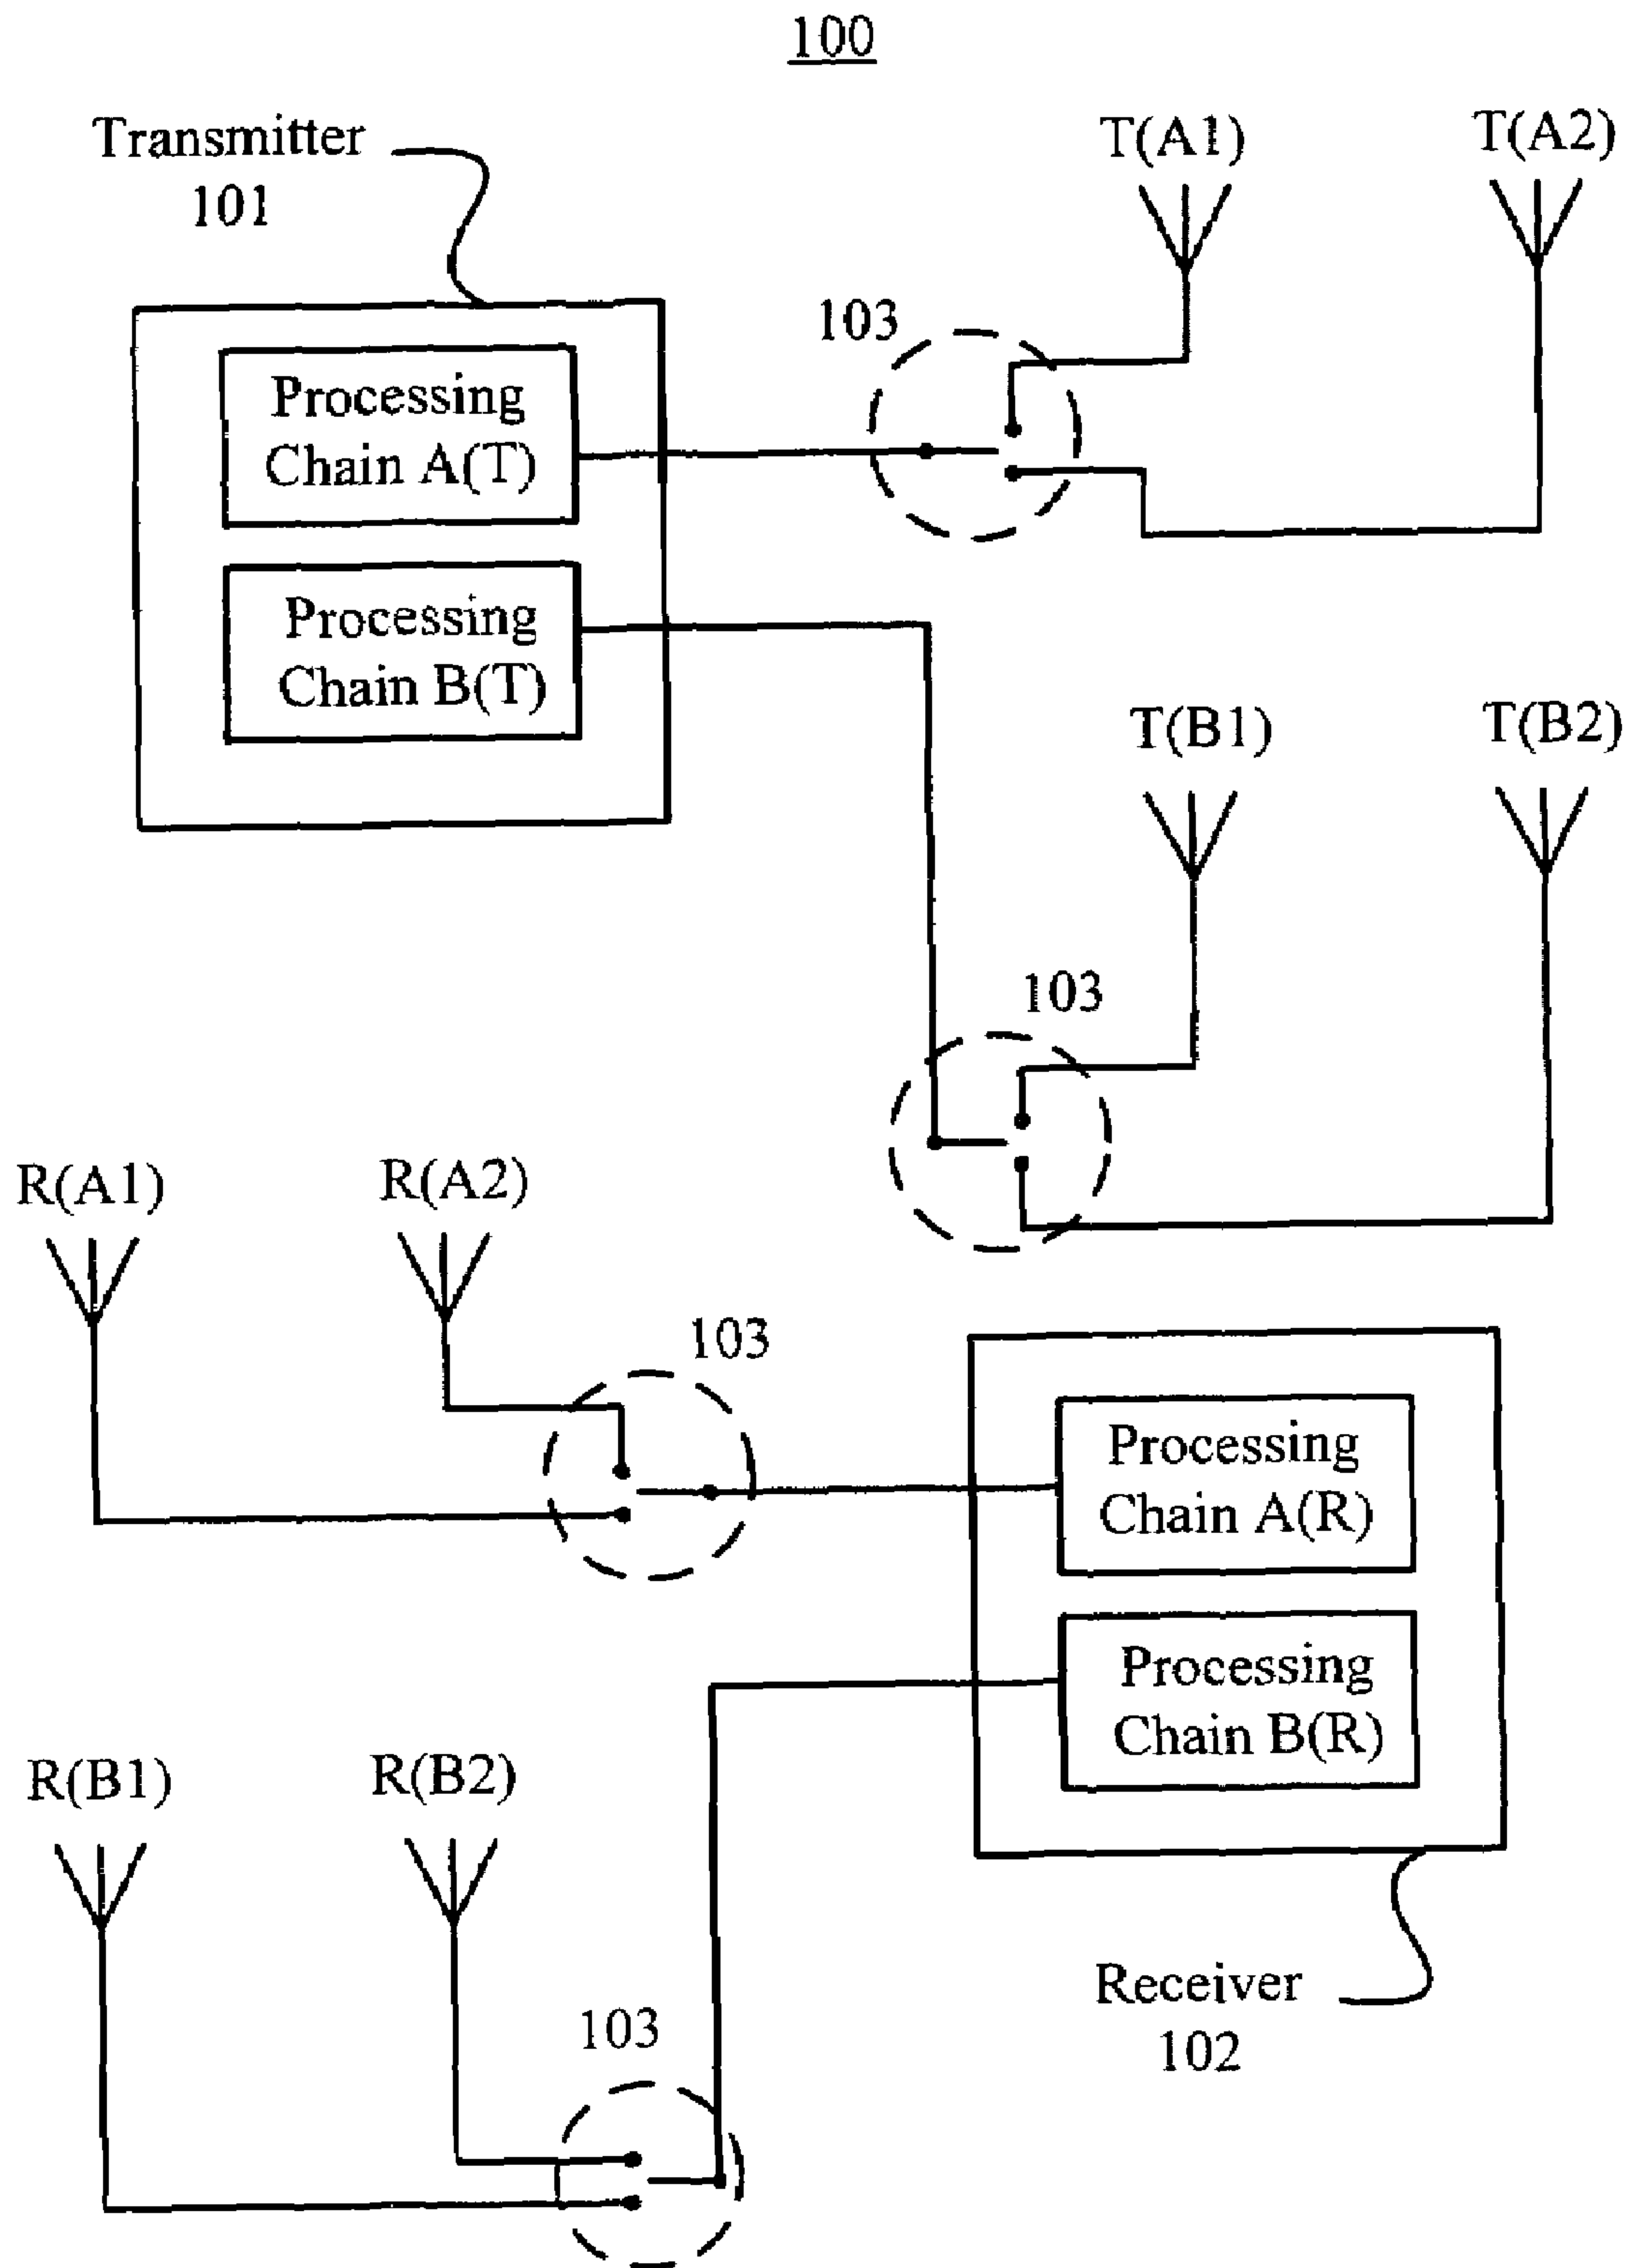 100
Transmitter
101
T(A1)
T(A2)
103
Processing
Chain A(T)
Processing
Chain B(T)
T(B1)
T(B2)
103
R(A1)
R(A2)
103
Processing
Chain A(R)
Processing
Chain B(R)
R(B1)
R(B2)
Receiver
102
103